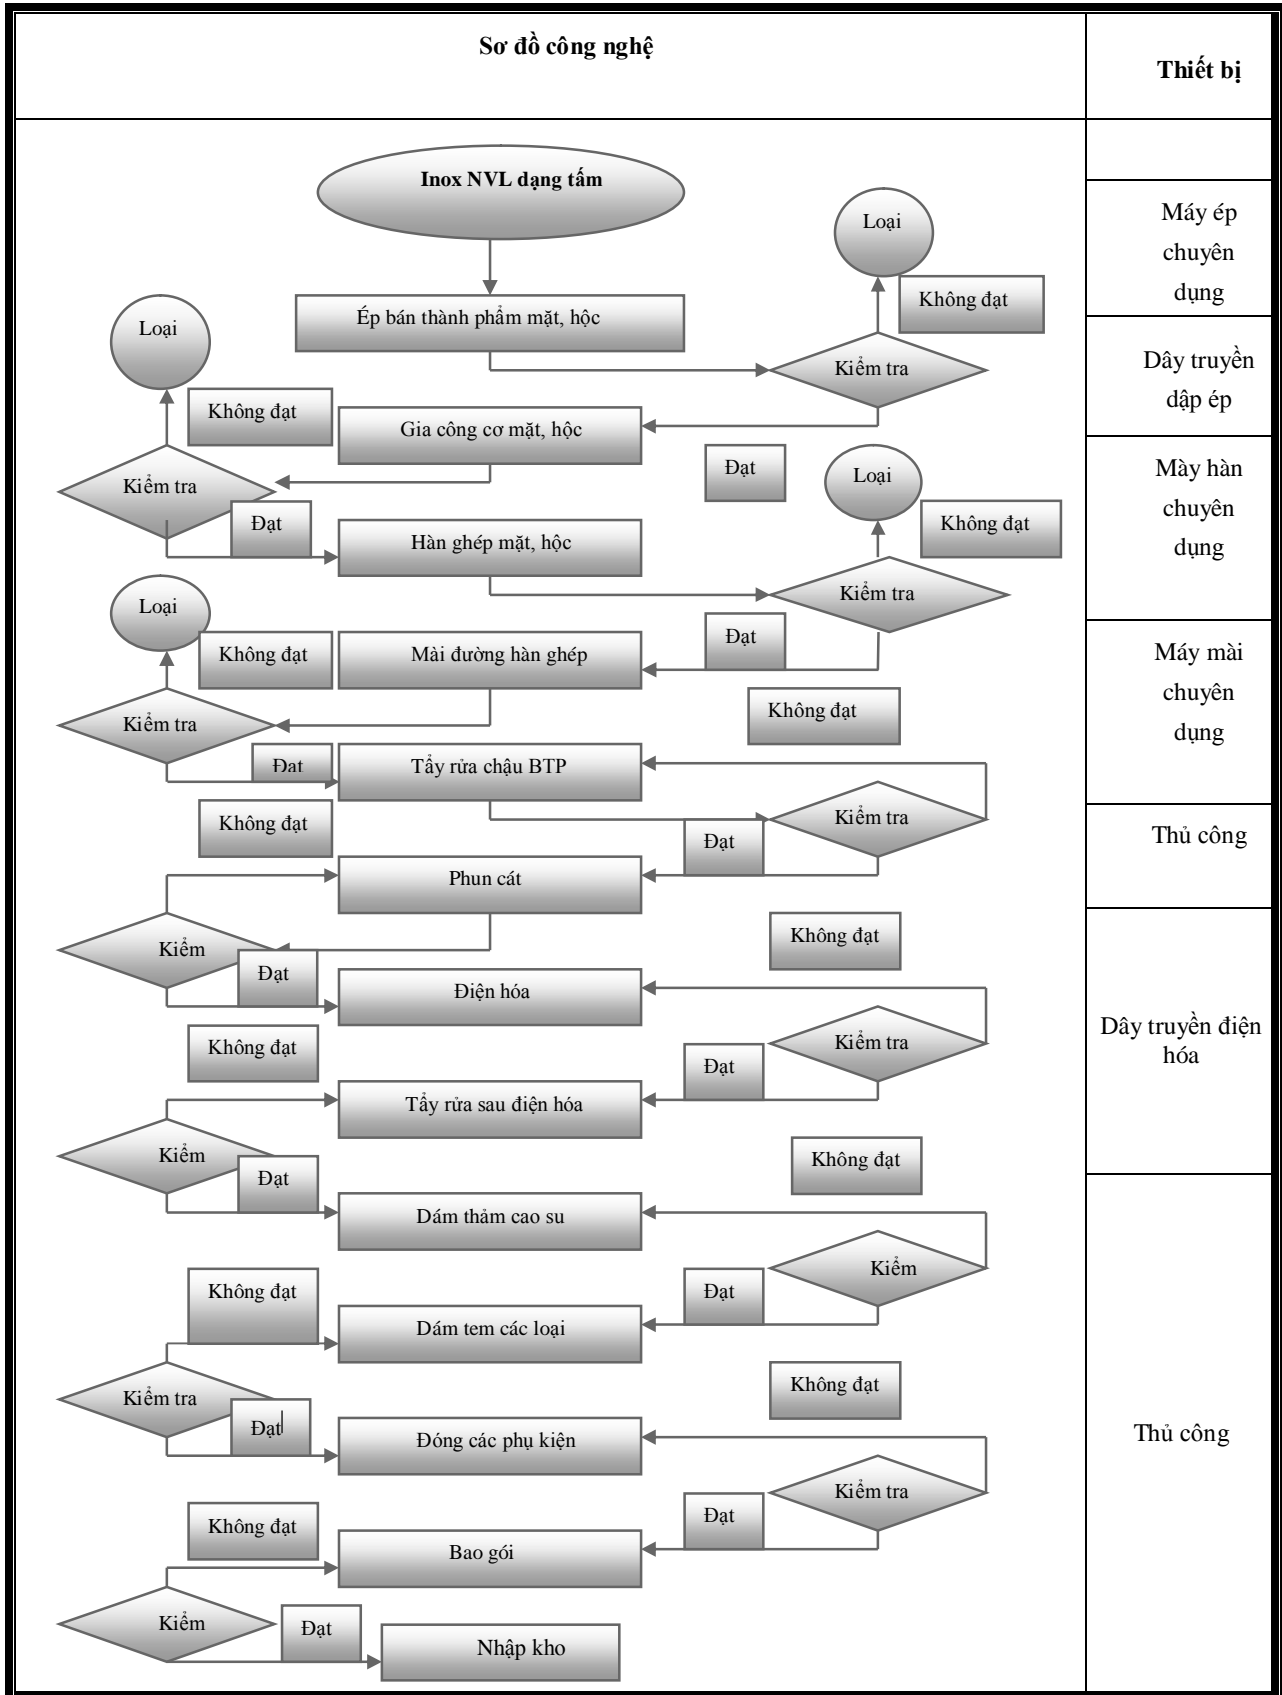 Sơ đồ công nghệ
Thiết bị
Inox NVL dạng tấm
Loại
Máy ép
chuyên
dụng
Không đạt
Ép bán thành phẩm mặt, hộc
Loại
Kiểm tra
Dây truyền
dập ép
Không đạt
Gia công cơ mặt, hộc
Đạt
Loại
Mày hàn
chuyên
dụng
Kiểm tra
Đạt
Không đạt
Hàn ghép mặt, hộc
Kiểm tra
Loại
Đạt
Không đạt
Mài đường hàn ghép
Máy mài
chuyên
dụng
Không đạt
Kiểm tra
Đạt
Tẩy rửa chậu BTP
Không đạt
Kiểm tra
Đạt
Thủ công
Phun cát
Không đạt
Kiểm
Đạt
Điện hóa
Không đạt
Kiểm tra
Đạt
Dây truyền điện
hóa
Tẩy rửa sau điện hóa
Kiểm
Không đạt
Đạt
Dám thảm cao su
Không đạt
Kiểm
Đạt
Dám tem các loại
Không đạt
Kiểm tra
Đạt
Đóng các phụ kiện
Thủ công
Không đạt
Kiểm tra
Đạt
Bao gói
Kiểm
Đạt
Nhập kho